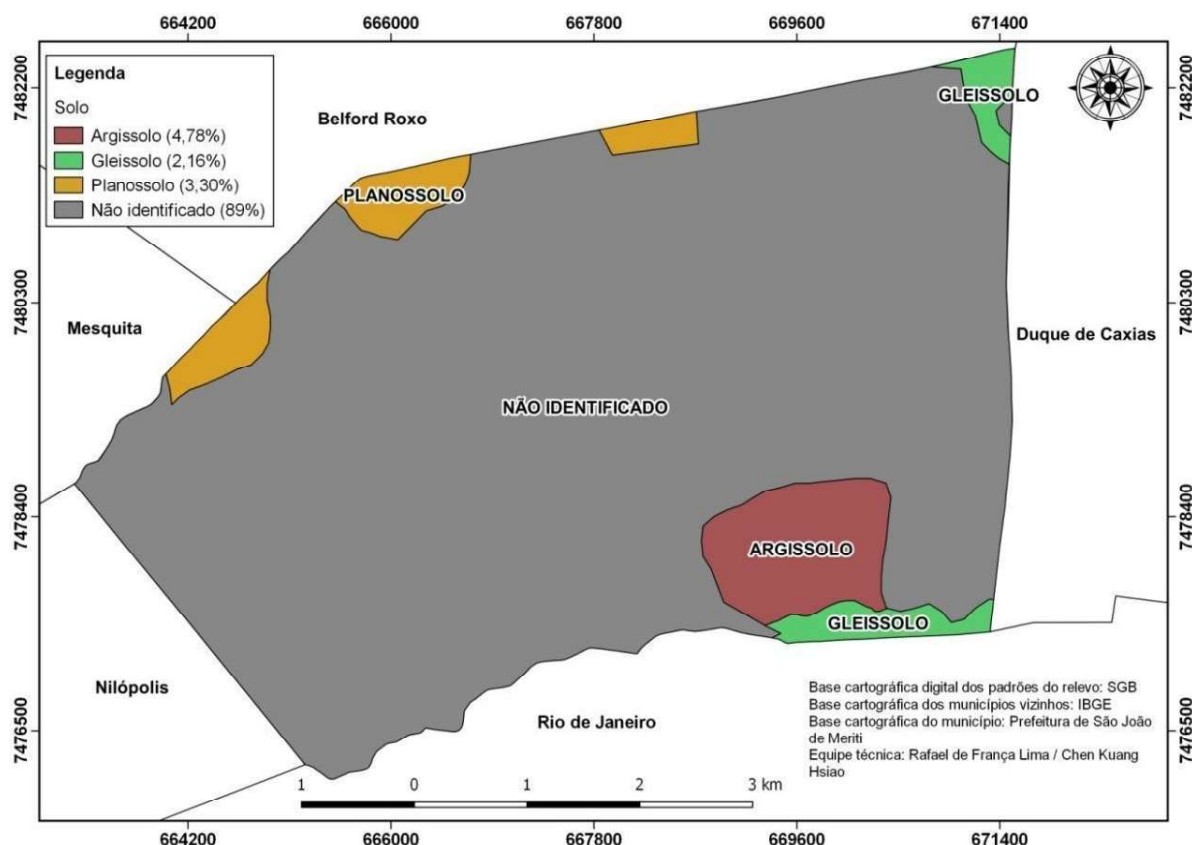 664200 666000 667800 669600 671400
Legenda
Solo
Argissolo (4,78%)
Gleissolo (2,16%)
Planossolo (3,30%)
Não identificado (89%)
7482200
7482200
GLEISSOLO
Belford Roxo
PLANOSSOLO
7480300
7480300
Mesquita
Duque de Caxias
NÃO IDENTIFICADO
7478400
7478400
ARGISSOLO
GLEISSOLO
Nilópolis
Rio de Janeiro
Base cartográfica digital dos padrões do relevo: SGB
Base cartográfica dos municípios vizinhos: IBGE
Base cartográfica do município: Prefeitura de São João
de Meriti
Equipe técnica: Rafael de França Lima / Chen Kuang
Hsiao
7476500
7476500
1 0 1 2 3 km
664200 666000 667800 669600 671400